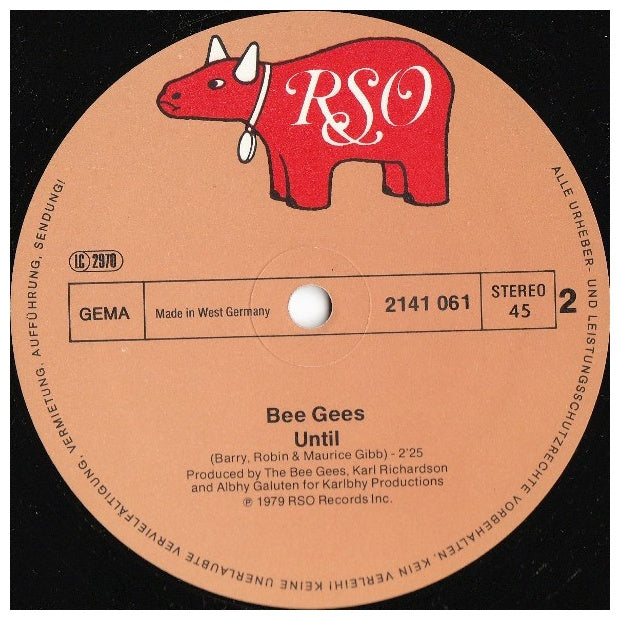 RSO
LC 2970
GEMA
Made in West Germany
2141 061
STEREO
45
2
Bee Gees
Until
(Barry, Robin & Maurice Gibb) - 2'25
Produced by The Bee Gees, Karl Richardson
and Albhy Galuten for Karlbhy Productions
℗ 1979 RSO Records Inc.
ALLE URHEBER- UND LEISTUNGSSCHUTZRECHTE VORBEHALTEN, KEIN VERLEIH! KEINE UNERLAUBTE VERVIELFÄLTIGUNG, VERMIETUNG, AUFFÜHRUNG, SENDUNG!